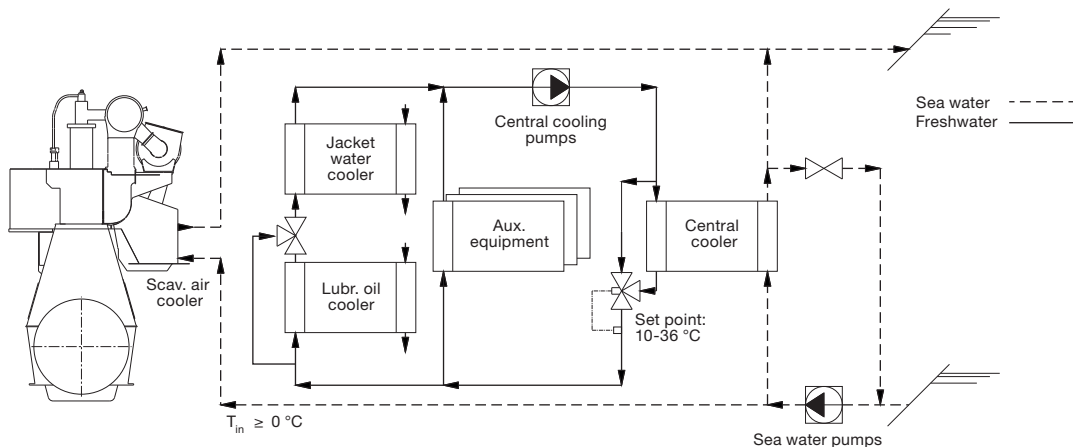 Sea water
Freshwater
Central cooling
pumps
Jacket
water
cooler
Aux.
equipment
Central
cooler
Scav. air
cooler
Lubr. oil
cooler
Set point:
10-36 °C
T_in ≥ 0 °C
Sea water pumps